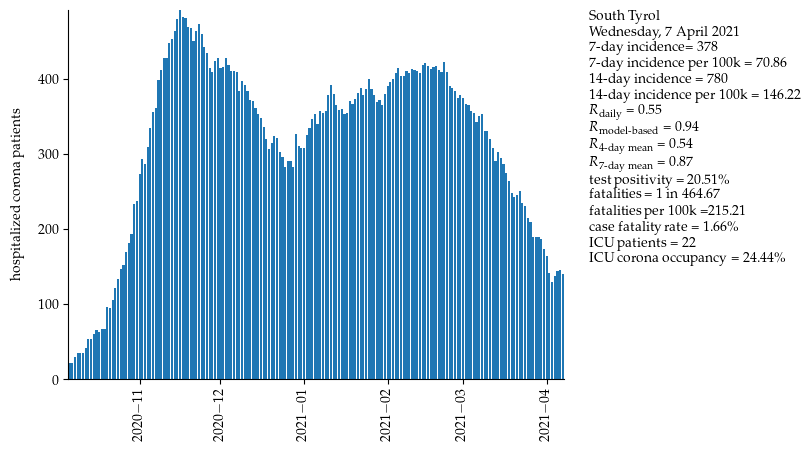 South Tyrol
Wednesday, 7 April 2021
7-day incidence= 378
7-day incidence per 100k = 70.86
14-day incidence = 780
14-day incidence per 100k = 146.22
R_daily = 0.55
R_model-based = 0.94
R_4-day mean = 0.54
R_7-day mean = 0.87
test positivity = 20.51%
fatalities = 1 in 464.67
fatalities per 100k =215.21
case fatality rate = 1.66%
ICU patients = 22
ICU corona occupancy = 24.44%
hospitalized corona patients
400
300
200
100
0
2020−11
2020−12
2021−01
2021−02
2021−03
2021−04